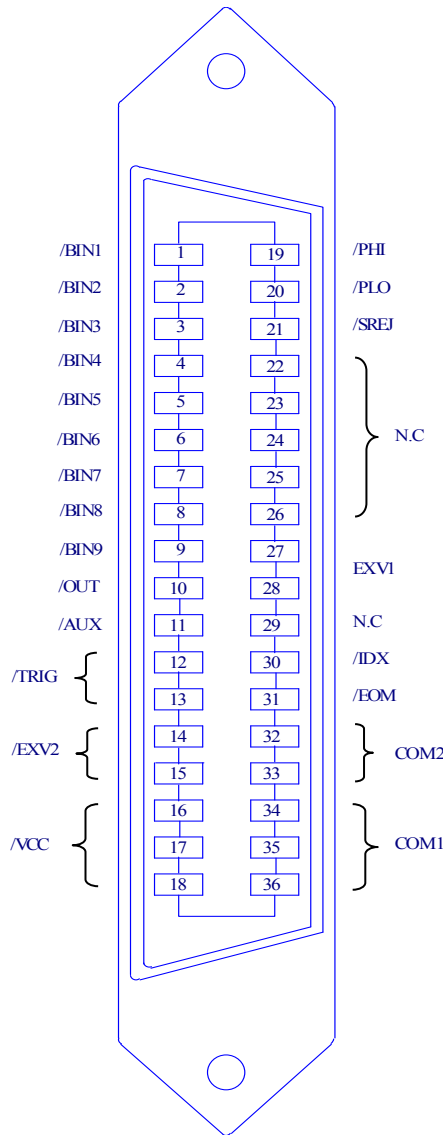 /BIN1 1 19 /PHI
/BIN2 2 20 /PLO
/BIN3 3 21 /SREJ
/BIN4 4 22
/BIN5 5 23
/BIN6 6 24 N.C
/BIN7 7 25
/BIN8 8 26
/BIN9 9 27
EXV1
/OUT 10 28
/AUX 11 29 N.C
/TRIG 12 30 /IDX
13 31 /EOM
/EXV2 14 32 COM2
15 33
16 34
/VCC 17 35 COM1
18 36